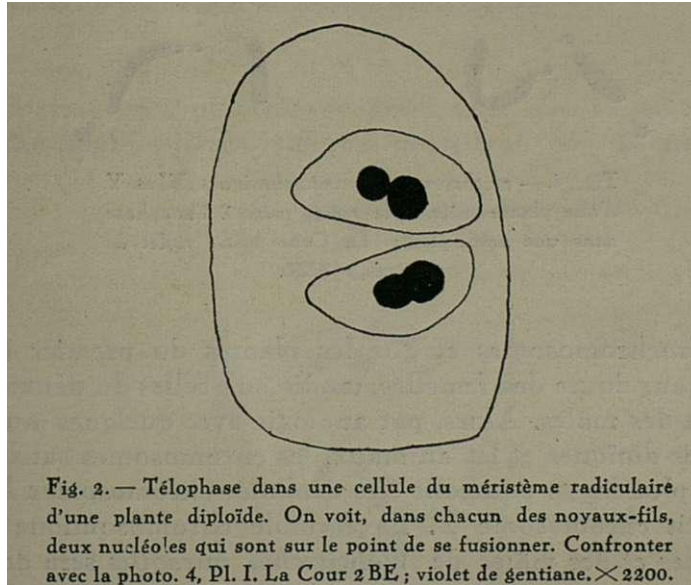 Fig. 2. — Télophase dans une cellule du méristème radiculaire
d'une plante diploïde. On voit, dans chacun des noyaux-fils,
deux nucléoles qui sont sur le point de se fusionner. Confronter
avec la photo. 4, Pl. I. La Cour 2 BE ; violet de gentiane. × 2200.